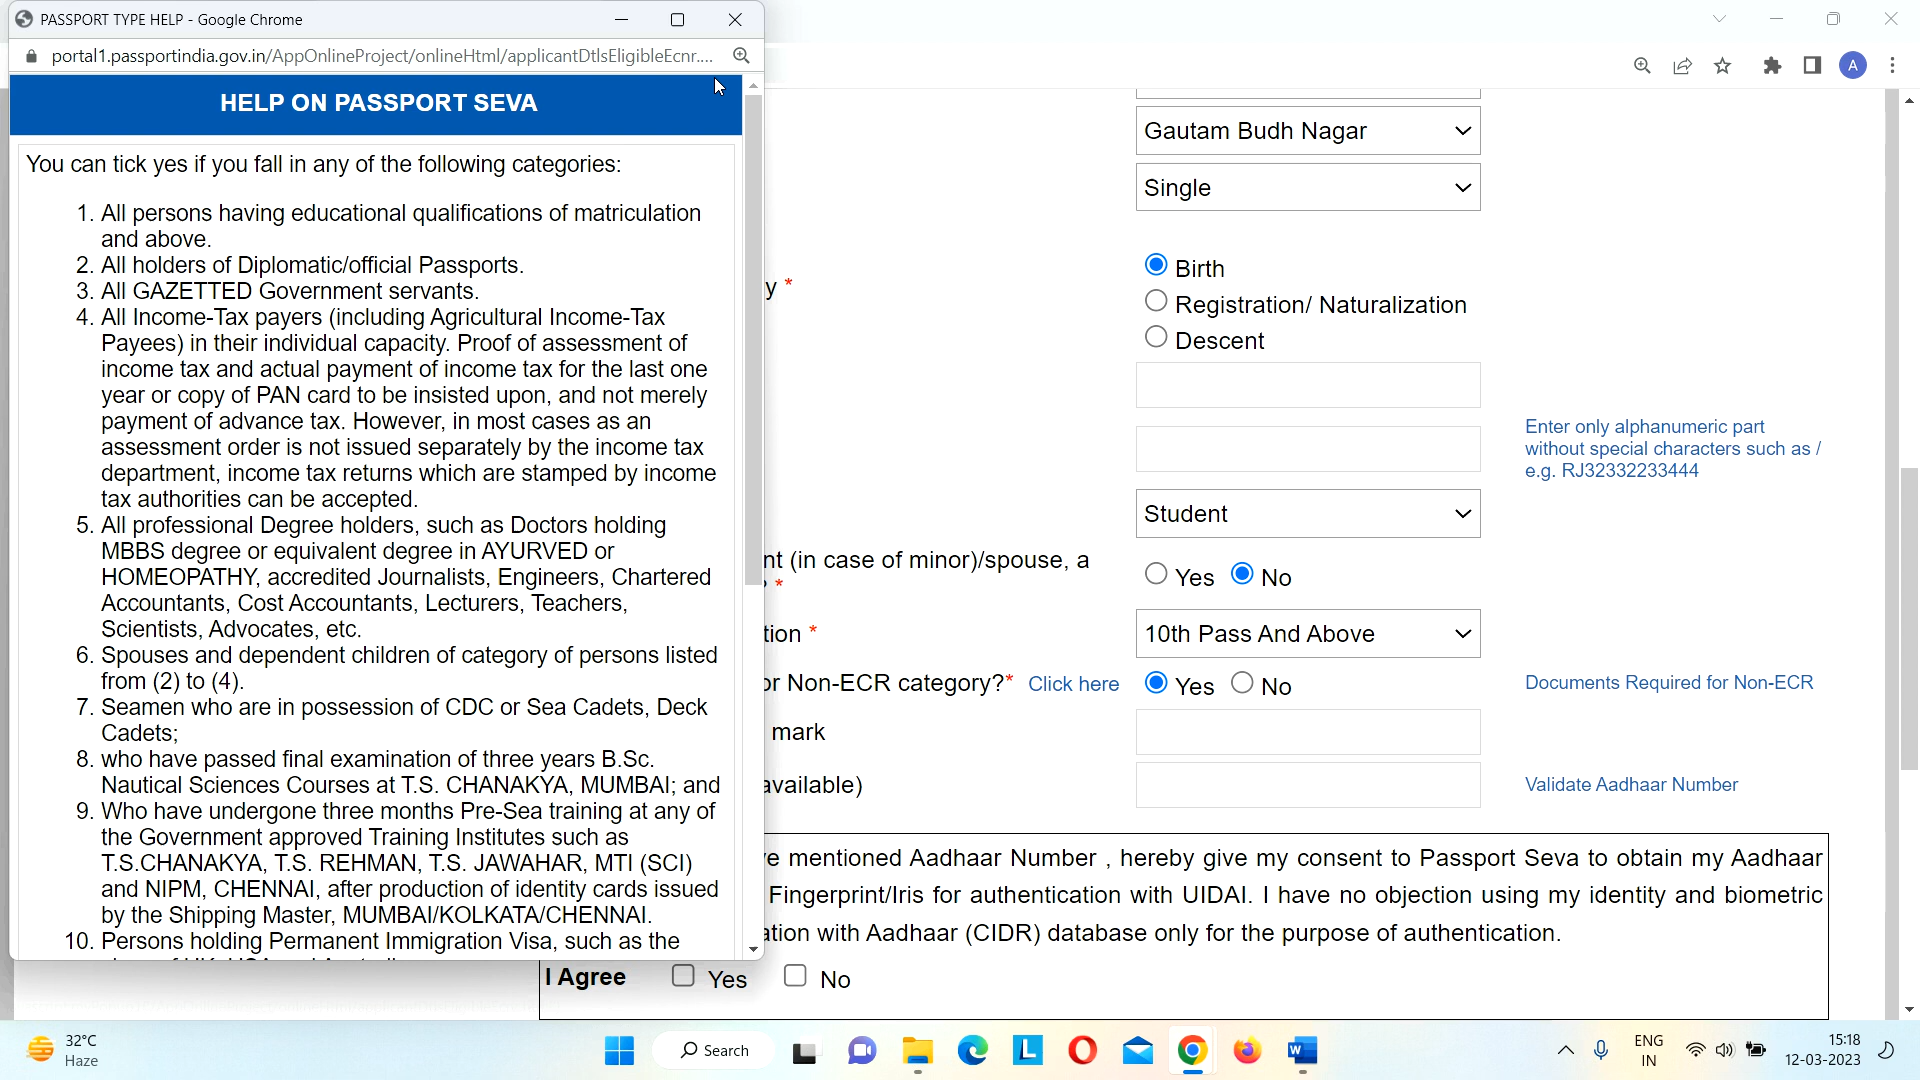 PASSPORT TYPE HELP - Google Chrome
portal1.passportindia.gov.in/AppOnlineProject/onlineHtml/applicantDtlsEligibleEcnr....
HELP ON PASSPORT SEVA
You can tick yes if you fall in any of the following categories:
1. All persons having educational qualifications of matriculation
and above.
2. All holders of Diplomatic/official Passports.
3. All GAZETTED Government servants.
4. All Income-Tax payers (including Agricultural Income-Tax
Payees) in their individual capacity. Proof of assessment of
income tax and actual payment of income tax for the last one
year or copy of PAN card to be insisted upon, and not merely
payment of advance tax. However, in most cases as an
assessment order is not issued separately by the income tax
department, income tax returns which are stamped by income
tax authorities can be accepted.
5. All professional Degree holders, such as Doctors holding
MBBS degree or equivalent degree in AYURVED or
HOMEOPATHY, accredited Journalists, Engineers, Chartered
Accountants, Cost Accountants, Lecturers, Teachers,
Scientists, Advocates, etc.
6. Spouses and dependent children of category of persons listed
from (2) to (4).
7. Seamen who are in possession of CDC or Sea Cadets, Deck
Cadets;
8. who have passed final examination of three years B.Sc.
Nautical Sciences Courses at T.S. CHANAKYA, MUMBAI; and
9. Who have undergone three months Pre-Sea training at any of
the Government approved Training Institutes such as
T.S.CHANAKYA, T.S. REHMAN, T.S. JAWAHAR, MTI (SCI)
and NIPM, CHENNAI, after production of identity cards issued
by the Shipping Master, MUMBAI/KOLKATA/CHENNAI.
10. Persons holding Permanent Immigration Visa, such as the
A
Gautam Budh Nagar
Single
y *
Birth
Registration/ Naturalization
Descent
Enter only alphanumeric part
without special characters such as /
e.g. RJ32332233444
Student
nt (in case of minor)/spouse, a
? *
Yes No
tion *
10th Pass And Above
or Non-ECR category?* Click here Yes No Documents Required for Non-ECR
mark
available)
Validate Aadhaar Number
ve mentioned Aadhaar Number , hereby give my consent to Passport Seva to obtain my Aadhaar
Fingerprint/Iris for authentication with UIDAI. I have no objection using my identity and biometric
ation with Aadhaar (CIDR) database only for the purpose of authentication.
I Agree Yes No
32°C
Haze
Search
ENG
IN
15:18
12-03-2023